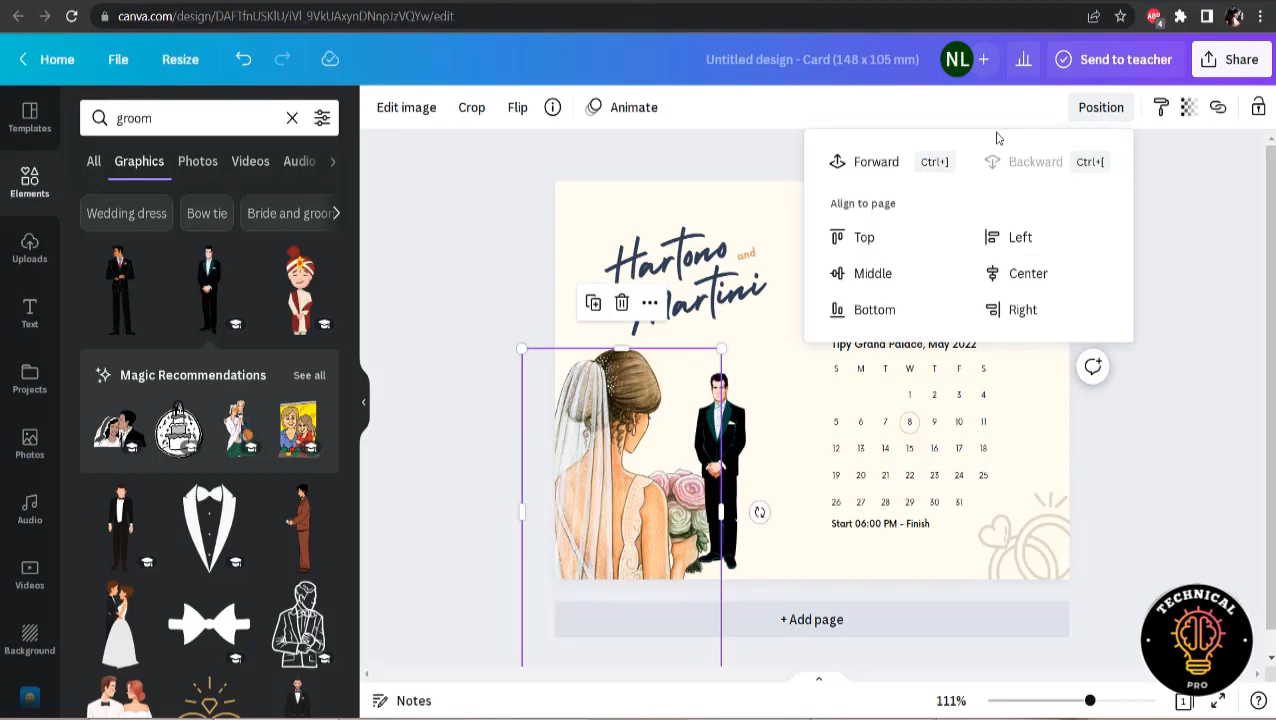 canva.com/design/DAFTfnUSKlU/iVl_9VkUAxynDNnpJzVQYw/edit
4
Home
File
Resize
Untitled design - Card (148 x 105 mm)
NL
+
Send to teacher
Share
Templates
Elements
Uploads
Text
Projects
Photos
Audio
Videos
Background
groom
All
Graphics
Photos
Videos
Audio
Wedding dress
Bow tie
Bride and groom
Magic Recommendations
See all
Edit image
Crop
Flip
Animate
Position
Forward
Ctrl+]
Backward
Ctrl+[
Align to page
Top
Left
Middle
Center
Bottom
Right
Hartono and
Martini
Tipy Grand Palace, May 2022
S M T W T F S
1 2 3 4
5 6 7 8 9 10 11
12 13 14 15 16 17 18
19 20 21 22 23 24 25
26 27 28 29 30 31
Start 06:00 PM - Finish
+ Add page
Notes
111%
1
TECHNICAL
PRO